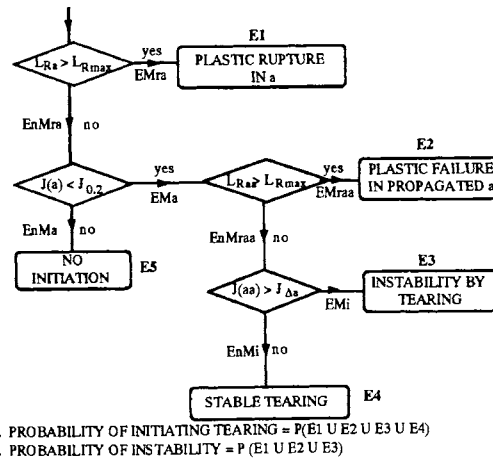 E1
L_Ra > L_Rmax
yes
EMra
PLASTIC RUPTURE
IN a
EnMra
no
E2
J(a) < J_0.2
yes
EMa
L_Raa > L_Rmax
yes
EMraa
PLASTIC FAILURE
IN PROPAGATED a
EnMa
no
EnMraa
no
NO
INITIATION
E5
E3
J(aa) > J_Δa
EMi
INSTABILITY BY
TEARING
EnMi
no
STABLE TEARING
E4
. PROBABILITY OF INITIATING TEARING = P(E1 U E2 U E3 U E4)
. PROBABILITY OF INSTABILITY = P (E1 U E2 U E3)